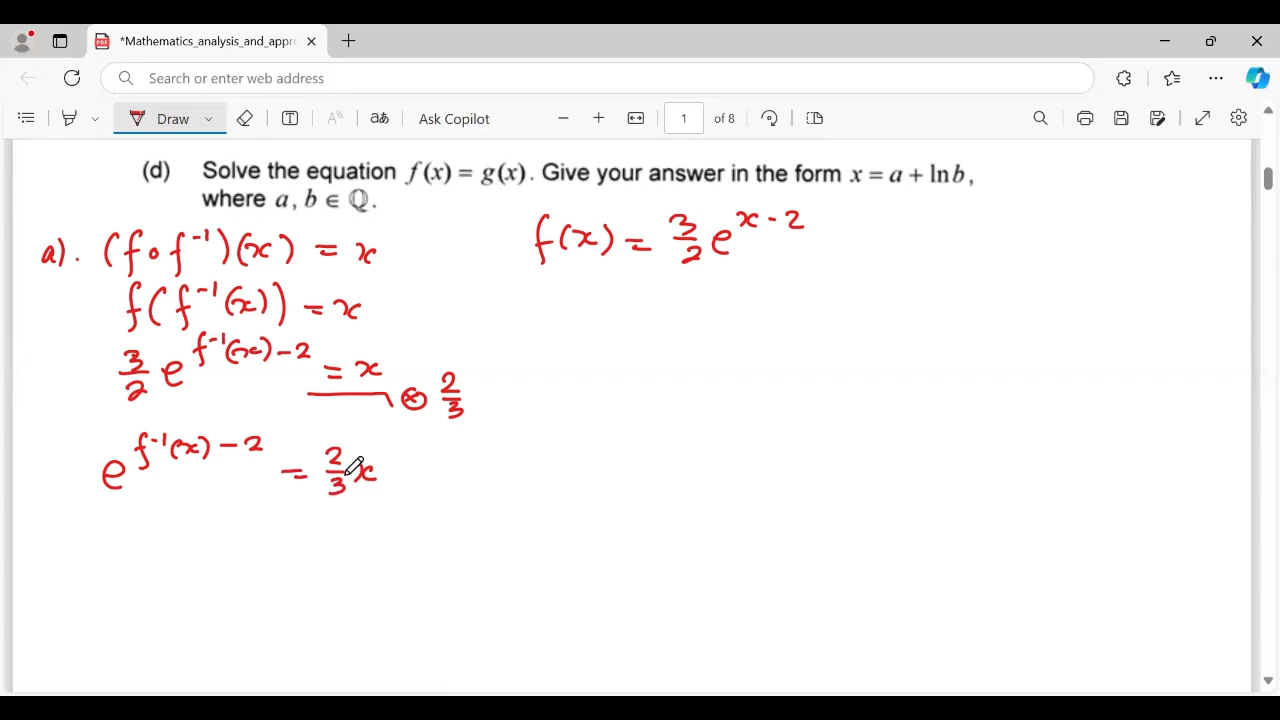 *Mathematics_analysis_and_appr
Search or enter web address
Draw
A
aあ
Ask Copilot
1 of 8
(d) Solve the equation f(x) = g(x). Give your answer in the form x = a + ln b,
where a, b ∈ ℚ.
a). (f∘f⁻¹)(x) = x
f(x) = 3/2 e^(x-2)
f(f⁻¹(x)) = x
3/2 e^(f⁻¹(x)-2) = x
⊗ 2/3
e^(f⁻¹(x)-2) = 2/3 x